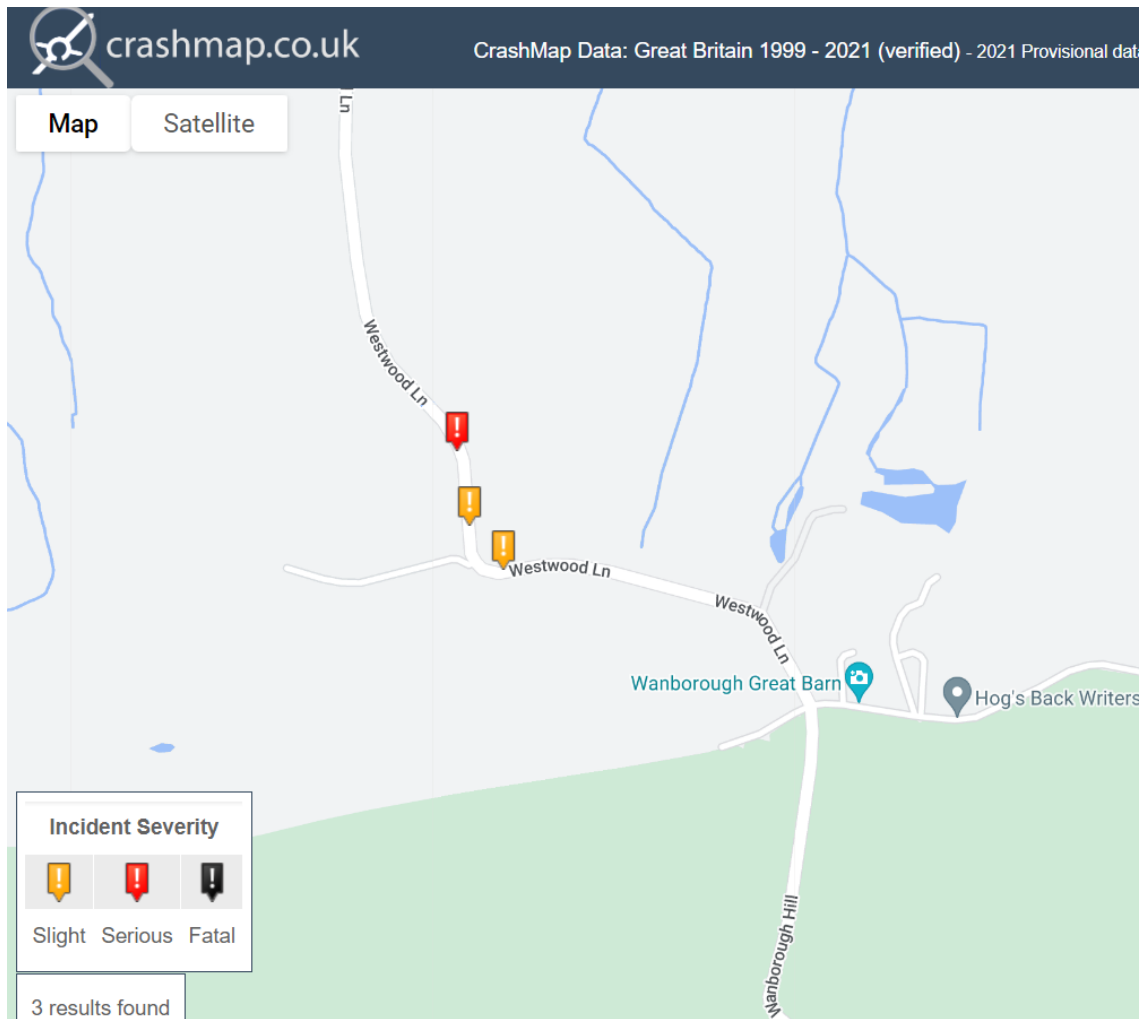 crashmap.co.uk
CrashMap Data: Great Britain 1999 - 2021 (verified) - 2021 Provisional data
Map
Satellite
Ln
Westwood Ln
Westwood Ln
Westwood Ln
Wanborough Great Barn
Hog's Back Writers
Wanborough Hill
Incident Severity
Slight Serious Fatal
3 results found